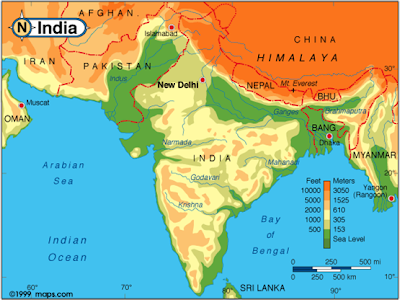 N India
AFGHAN.
Islamabad
CHINA
HIMALAYA
IRAN
PAKISTAN
Indus
New Delhi
NEPAL
Mt. Everest
BHU.
30°
Ganges
Brahmaputra
Muscat
OMAN
BANG.
Dhaka
MYANMAR
Narmada
INDIA
Mahanadi
Arabian
Sea
Godavari
20°
Yangon
(Rangoon)
Krishna
Feet Meters
10000 3050
5000 1525
2000 610
1000 305
500 153
Sea Level
Bay
of
Bengal
Indian
Ocean
0 500 mi
0 500 km
SRI LANKA
60° 70° 80° 90°
©1999 maps.com